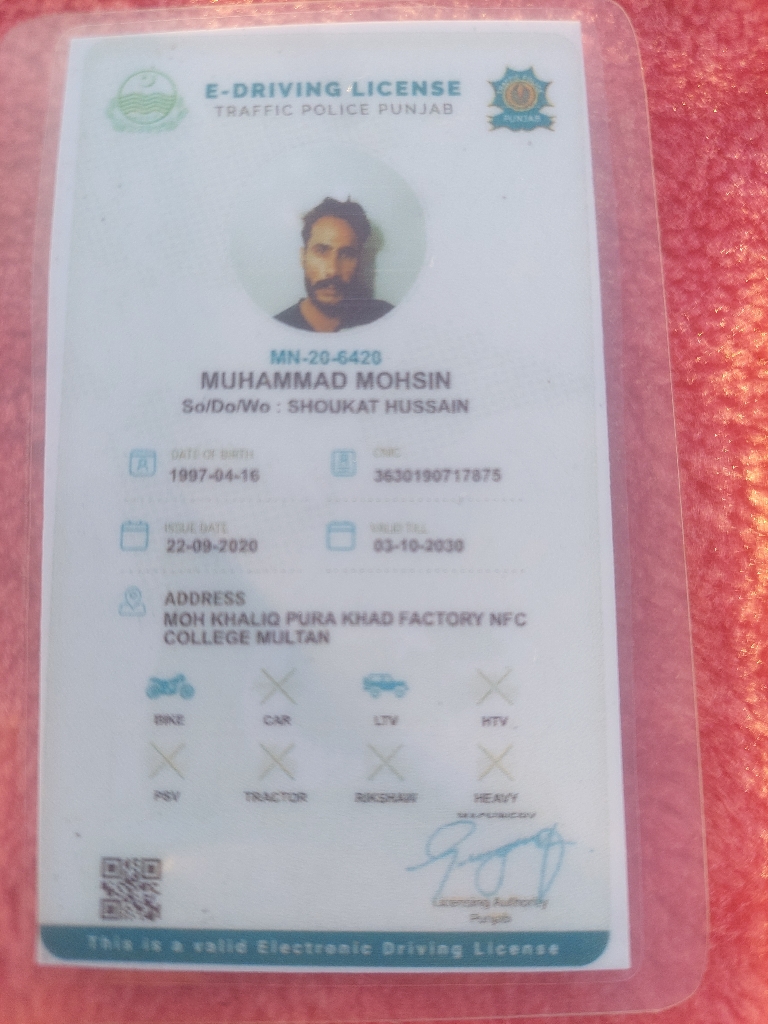 E-DRIVING LICENSE
TRAFFIC POLICE PUNJAB
PUNJAB
MN-20-6420
MUHAMMAD MOHSIN
So/Do/Wo : SHOUKAT HUSSAIN
DATE OF BIRTH CNIC
1997-04-16 3630190717875
ISSUE DATE VALID TILL
22-09-2020 03-10-2030
ADDRESS
MOH KHALIQ PURA KHAD FACTORY NFC
COLLEGE MULTAN
BIKE CAR LTV HTV
PSV TRACTOR RIKSHAW HEAVY
MACHINERY
Licensing Authority
Punjab
This is a valid Electronic Driving License